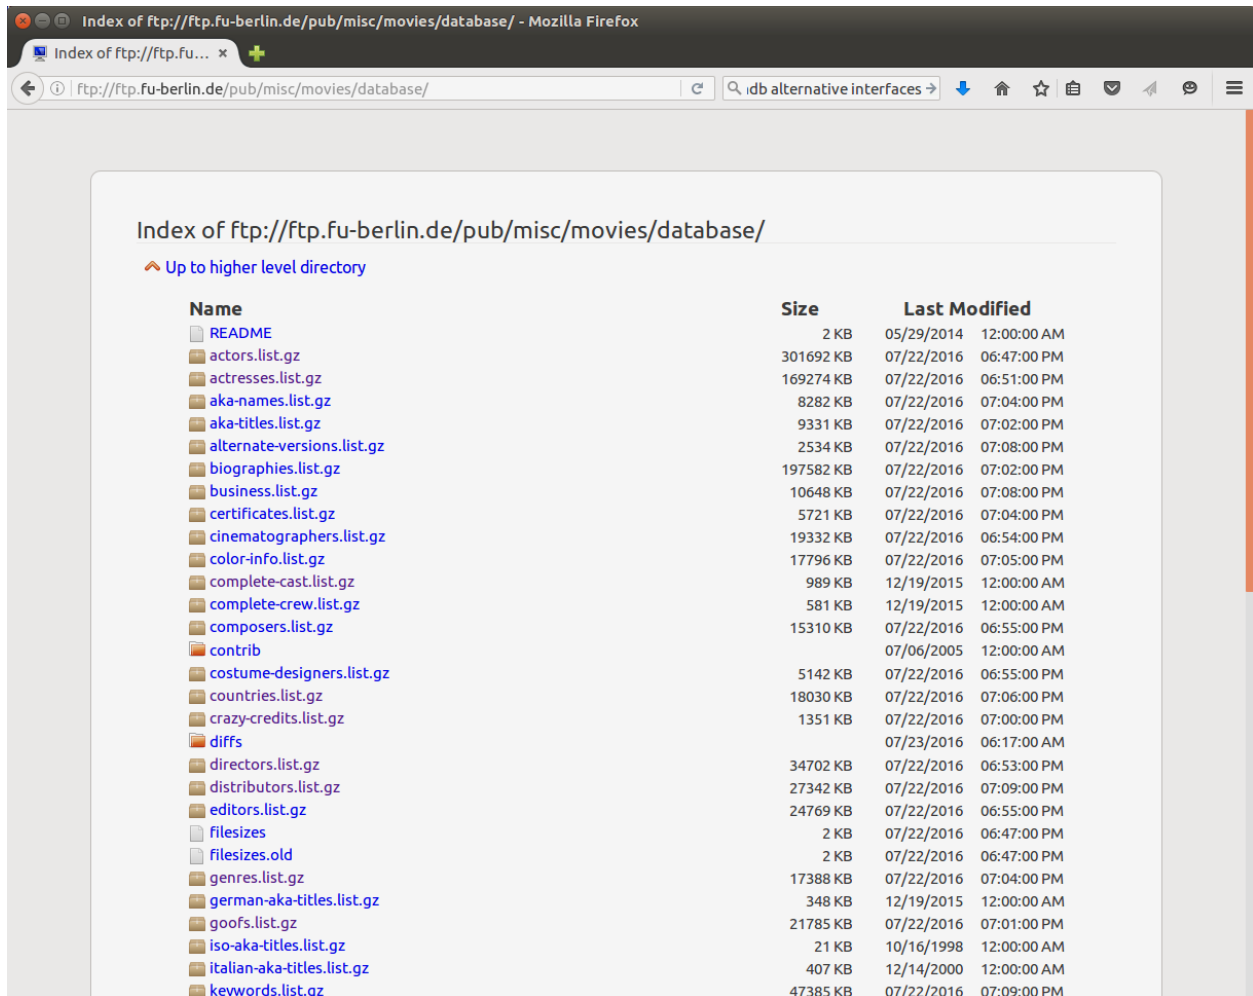 Index of ftp://ftp.fu-berlin.de/pub/misc/movies/database/ - Mozilla Firefox
Index of ftp://ftp.fu... ×
ftp://ftp.fu-berlin.de/pub/misc/movies/database/ db alternative interfaces
Index of ftp://ftp.fu-berlin.de/pub/misc/movies/database/
Up to higher level directory
Name Size Last Modified
README 2 KB 05/29/2014 12:00:00 AM
actors.list.gz 301692 KB 07/22/2016 06:47:00 PM
actresses.list.gz 169274 KB 07/22/2016 06:51:00 PM
aka-names.list.gz 8282 KB 07/22/2016 07:04:00 PM
aka-titles.list.gz 9331 KB 07/22/2016 07:02:00 PM
alternate-versions.list.gz 2534 KB 07/22/2016 07:08:00 PM
biographies.list.gz 197582 KB 07/22/2016 07:02:00 PM
business.list.gz 10648 KB 07/22/2016 07:08:00 PM
certificates.list.gz 5721 KB 07/22/2016 07:04:00 PM
cinematographers.list.gz 19332 KB 07/22/2016 06:54:00 PM
color-info.list.gz 17796 KB 07/22/2016 07:05:00 PM
complete-cast.list.gz 989 KB 12/19/2015 12:00:00 AM
complete-crew.list.gz 581 KB 12/19/2015 12:00:00 AM
composers.list.gz 15310 KB 07/22/2016 06:55:00 PM
contrib 07/06/2005 12:00:00 AM
costume-designers.list.gz 5142 KB 07/22/2016 06:55:00 PM
countries.list.gz 18030 KB 07/22/2016 07:06:00 PM
crazy-credits.list.gz 1351 KB 07/22/2016 07:00:00 PM
diffs 07/23/2016 06:17:00 AM
directors.list.gz 34702 KB 07/22/2016 06:53:00 PM
distributors.list.gz 27342 KB 07/22/2016 07:09:00 PM
editors.list.gz 24769 KB 07/22/2016 06:55:00 PM
filesizes 2 KB 07/22/2016 06:47:00 PM
filesizes.old 2 KB 07/22/2016 06:47:00 PM
genres.list.gz 17388 KB 07/22/2016 07:04:00 PM
german-aka-titles.list.gz 348 KB 12/19/2015 12:00:00 AM
goofs.list.gz 21785 KB 07/22/2016 07:01:00 PM
iso-aka-titles.list.gz 21 KB 10/16/1998 12:00:00 AM
italian-aka-titles.list.gz 407 KB 12/14/2000 12:00:00 AM
keywords.list.gz 47385 KB 07/22/2016 07:09:00 PM